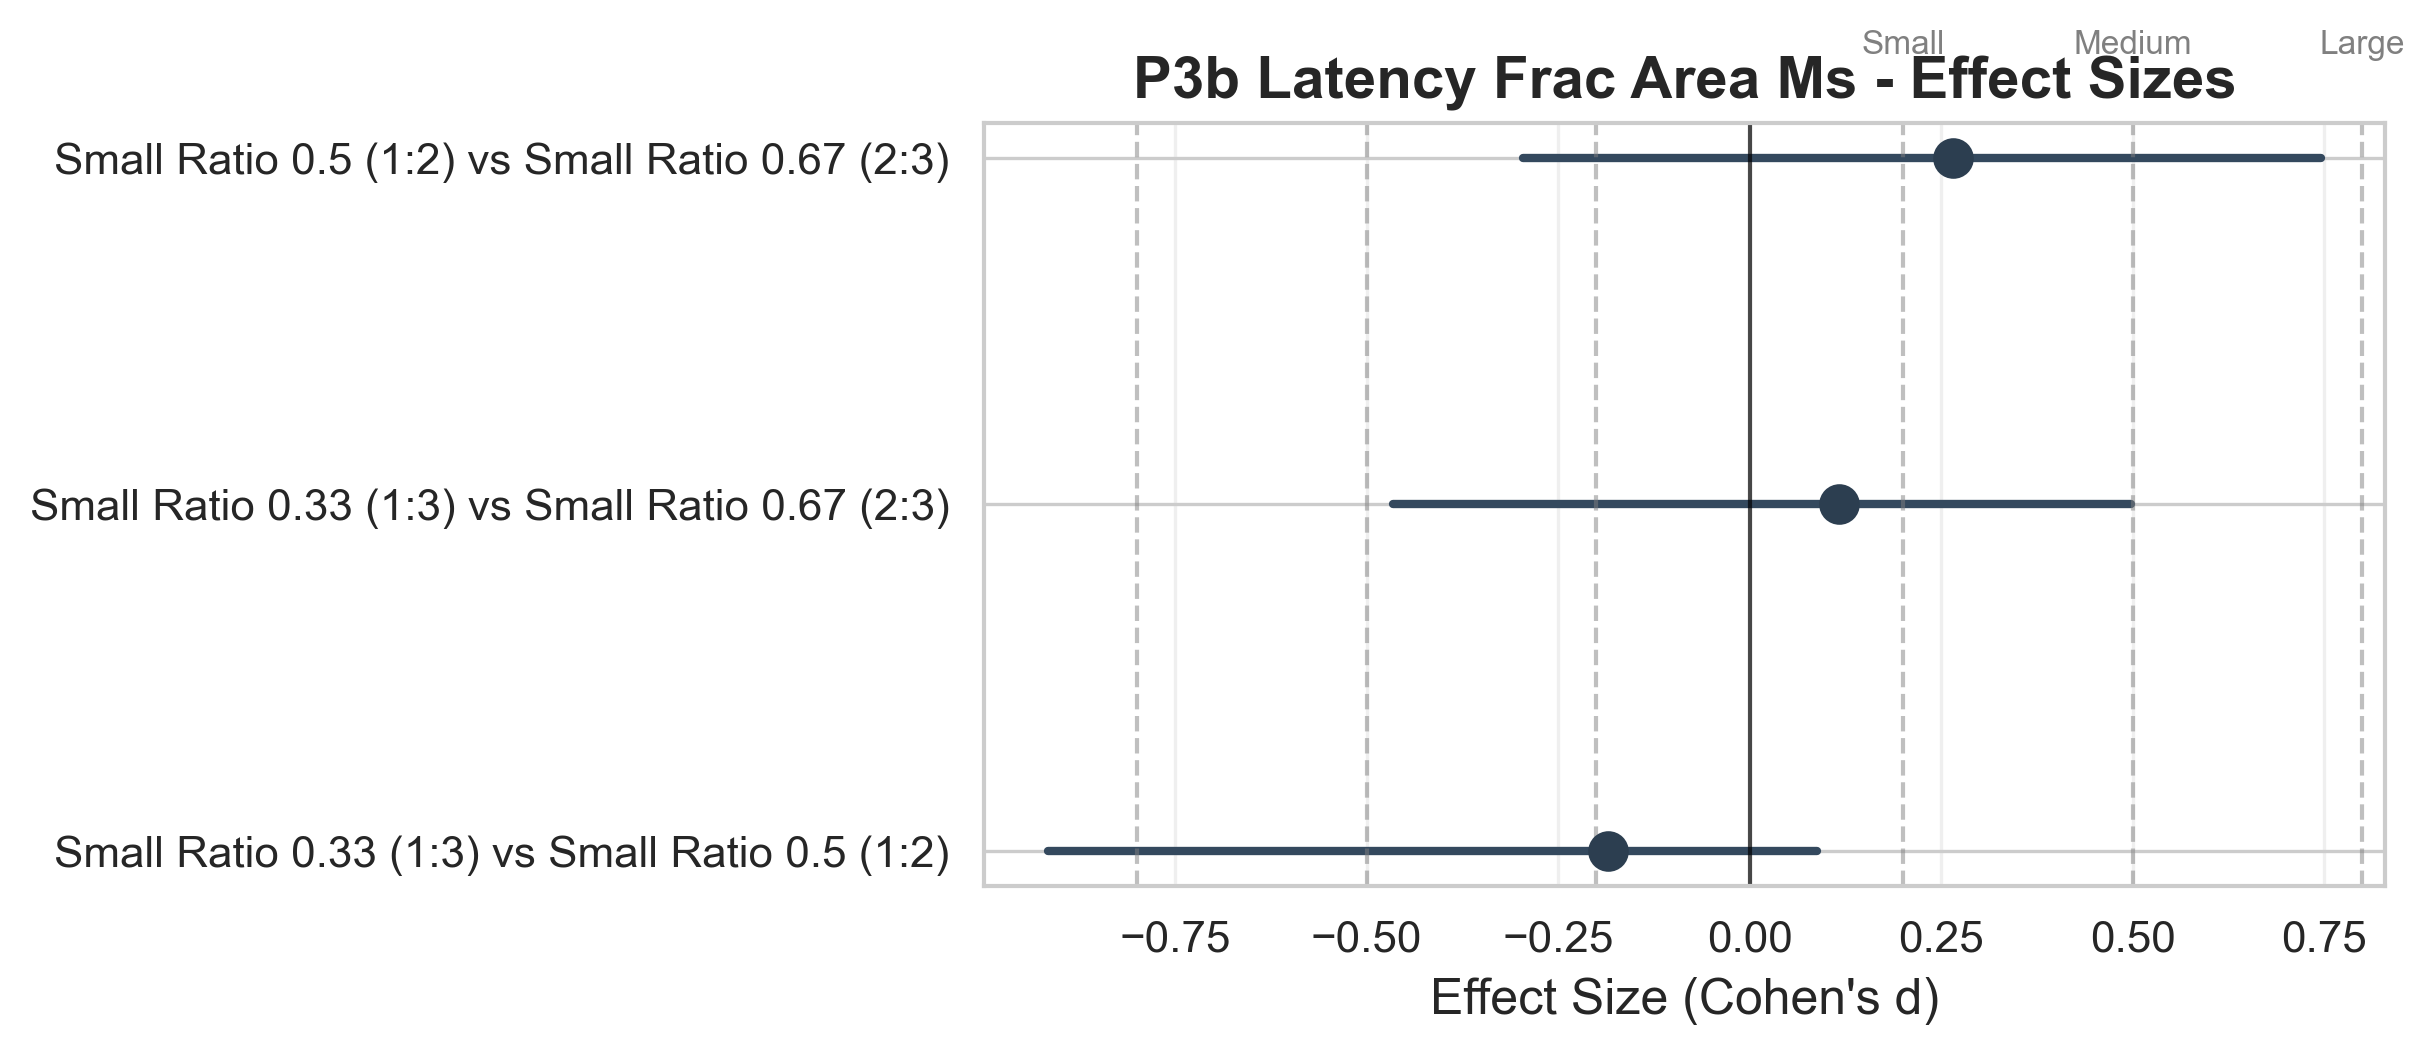 Small Medium Large
P3b Latency Frac Area Ms - Effect Sizes
Small Ratio 0.5 (1:2) vs Small Ratio 0.67 (2:3)
Small Ratio 0.33 (1:3) vs Small Ratio 0.67 (2:3)
Small Ratio 0.33 (1:3) vs Small Ratio 0.5 (1:2)
−0.75 −0.50 −0.25 0.00 0.25 0.50 0.75
Effect Size (Cohen's d)